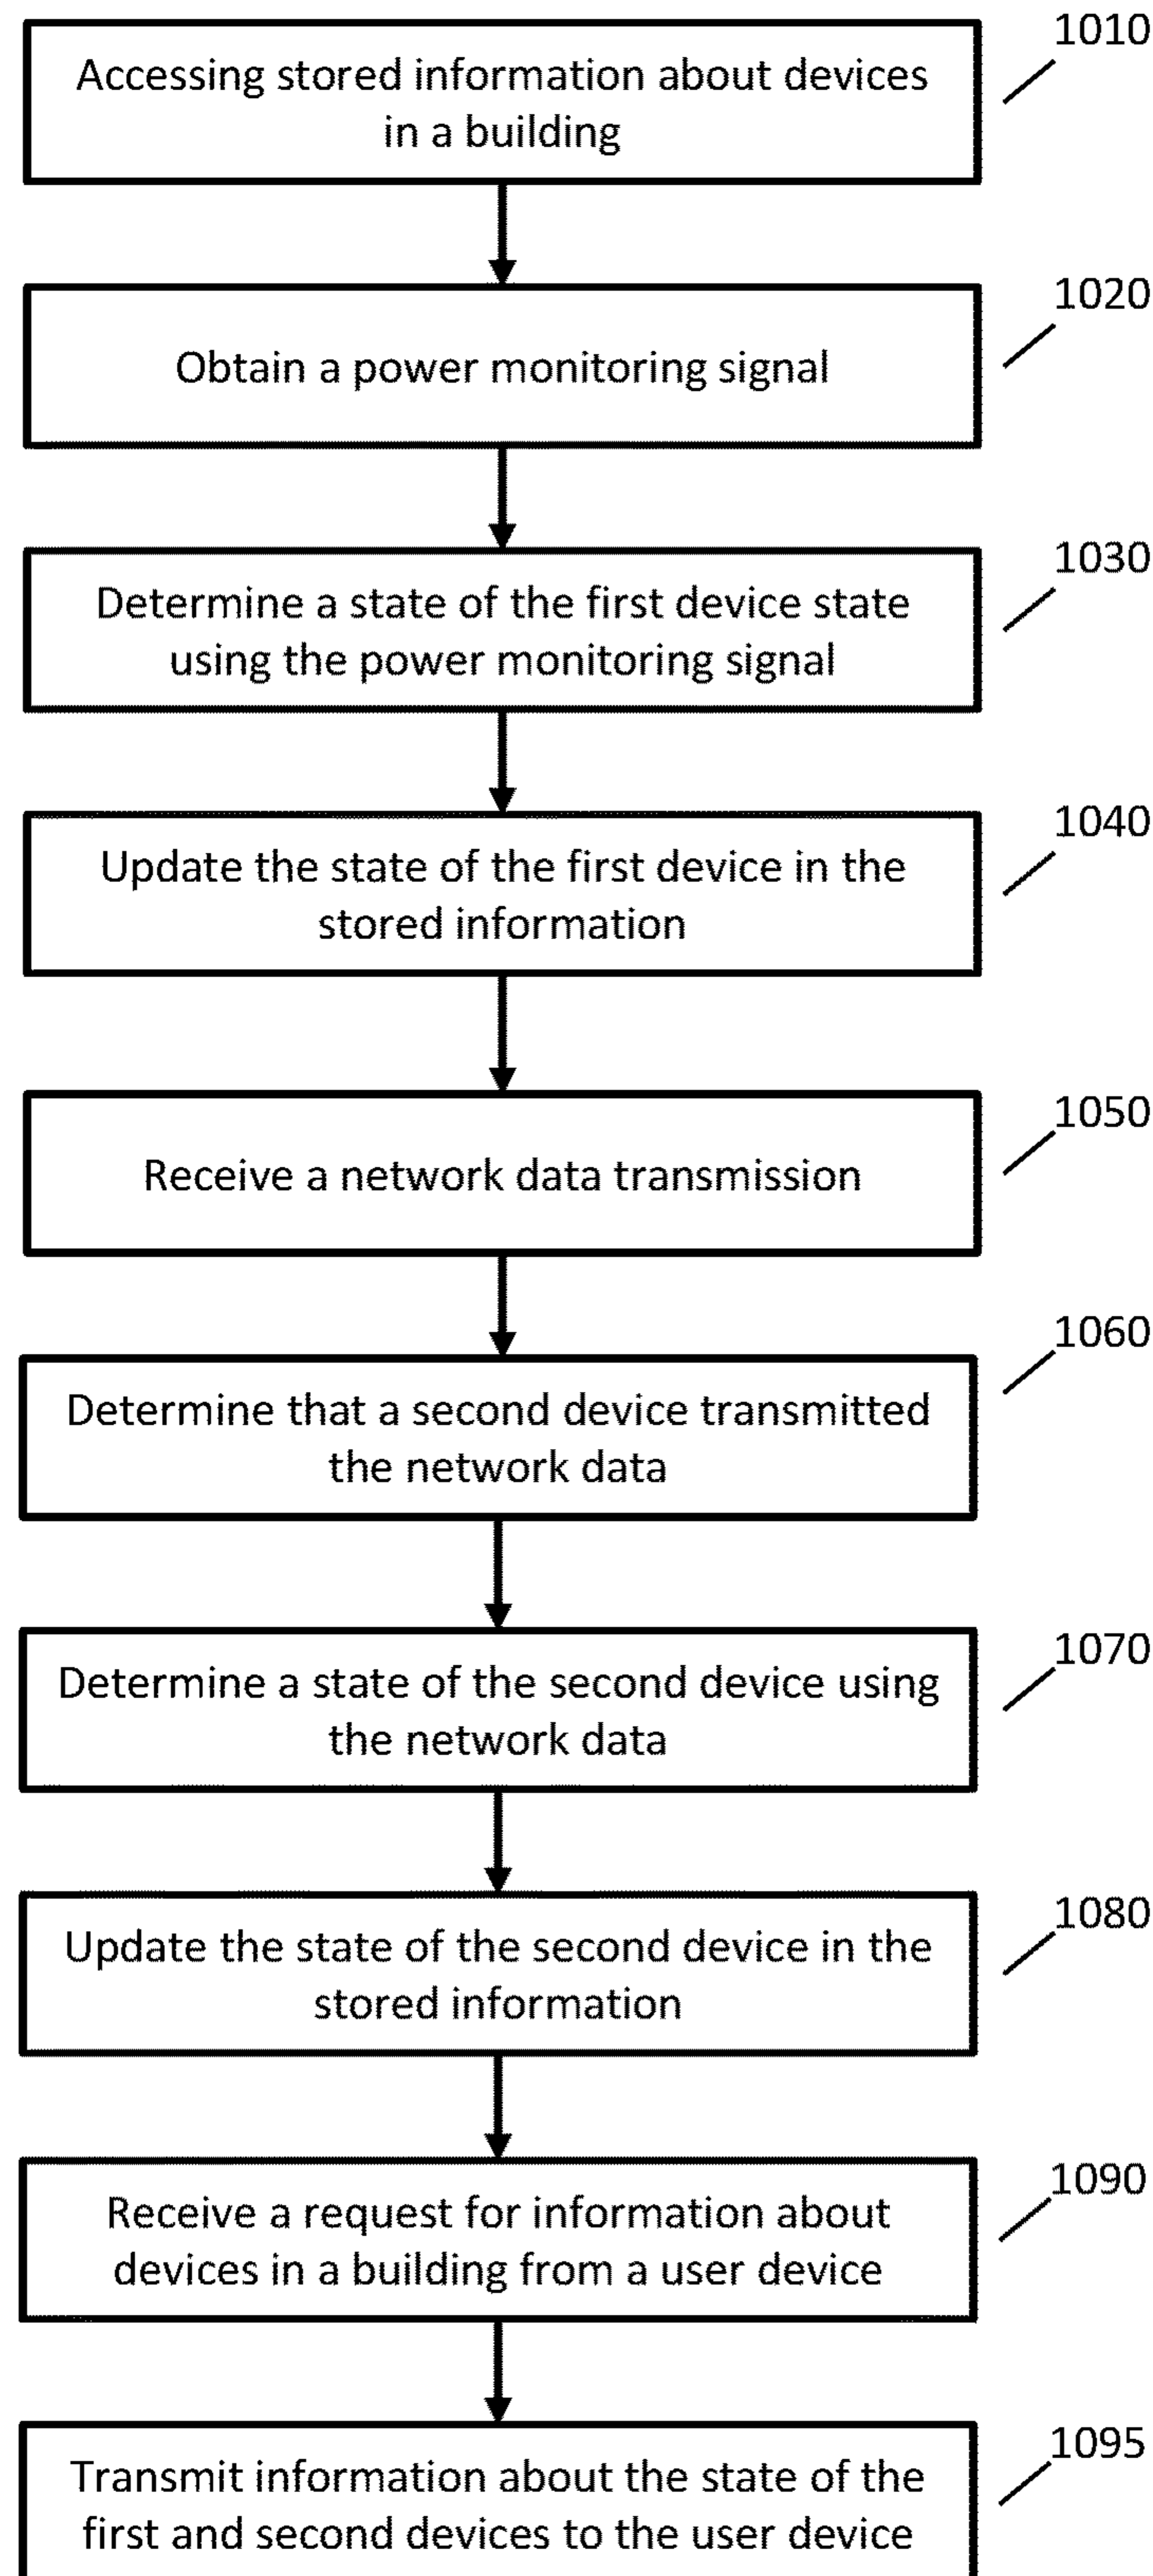 1010
Accessing stored information about devices
in a building
1020
Obtain a power monitoring signal
1030
Determine a state of the first device state
using the power monitoring signal
1040
Update the state of the first device in the
stored information
1050
Receive a network data transmission
1060
Determine that a second device transmitted
the network data
1070
Determine a state of the second device using
the network data
1080
Update the state of the second device in the
stored information
1090
Receive a request for information about
devices in a building from a user device
1095
Transmit information about the state of the
first and second devices to the user device